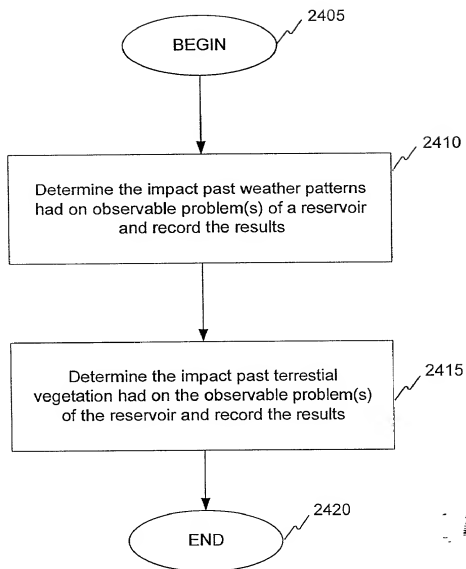 2405
BEGIN
2410
Determine the impact past weather patterns
had on observable problem(s) of a reservoir
and record the results
2415
Determine the impact past terrestial
vegetation had on the observable problem(s)
of the reservoir and record the results
2420
END